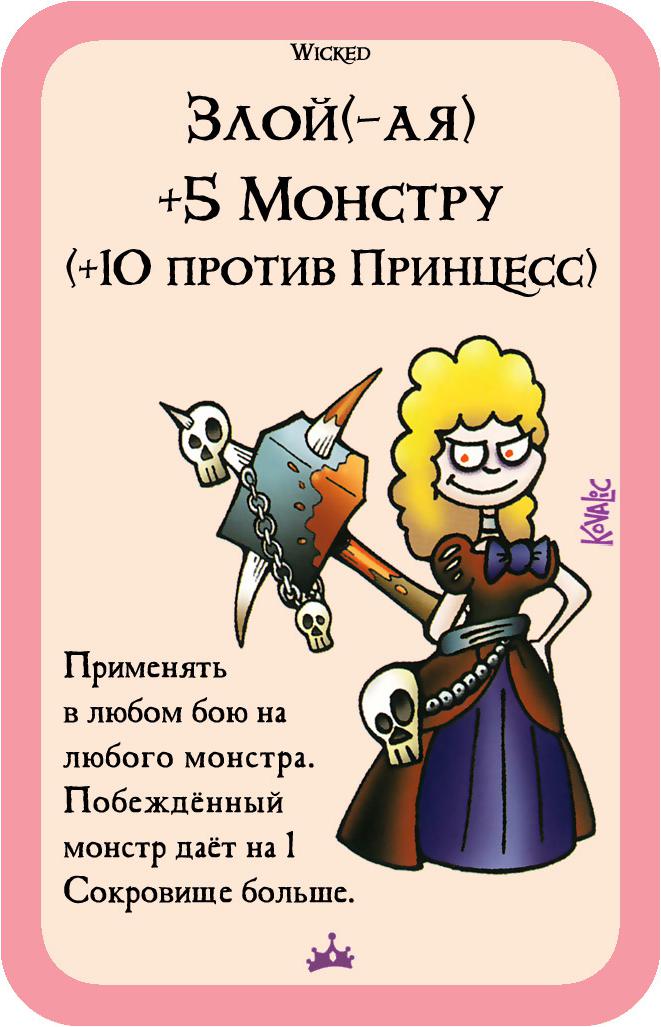 Wicked
Злой(-ая)
+5 Монстру
(+10 против Принцесс)
Kovalic
Применять
в любом бою на
любого монстра.
Побеждённый
монстр даёт на 1
Сокровище больше.